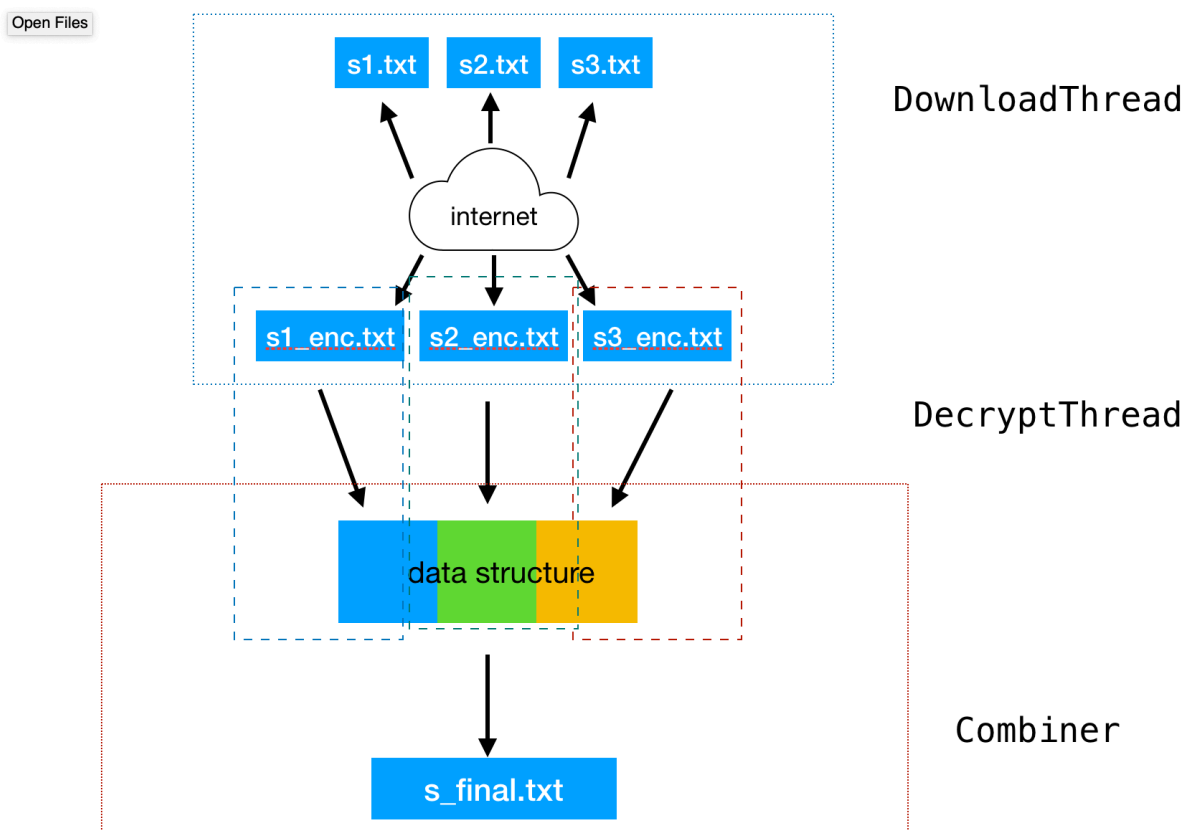 Open Files
s1.txt
s2.txt
s3.txt
DownloadThread
internet
s1_enc.txt
s2_enc.txt
s3_enc.txt
DecryptThread
data structure
Combiner
s_final.txt